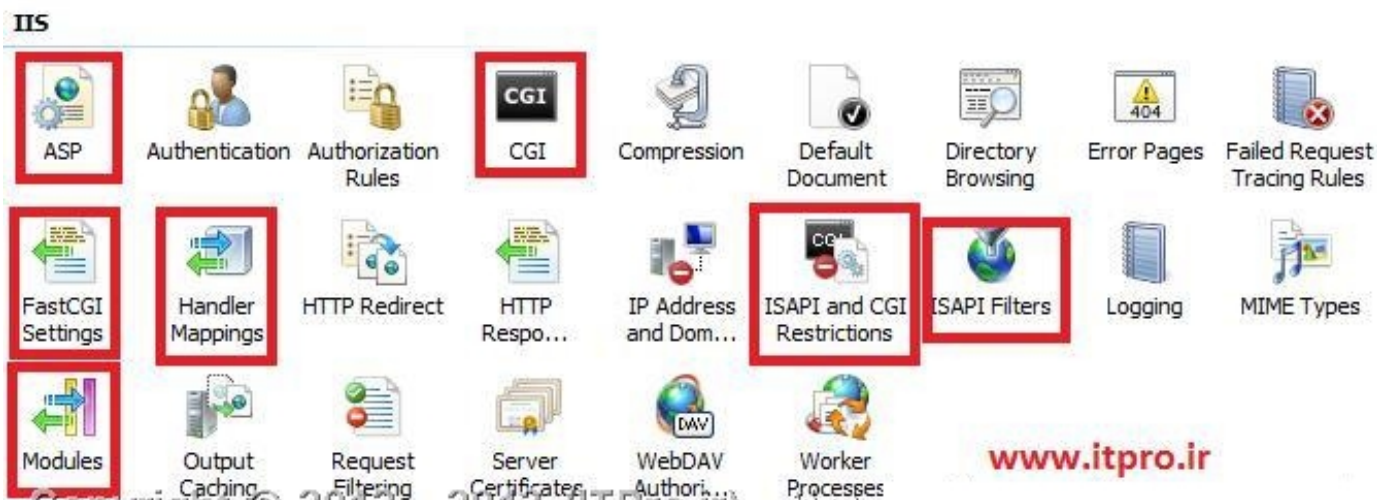 IIS
CGI
404
ASP
Authentication
Authorization
Rules
CGI
Compression
Default
Document
Directory
Browsing
Error Pages
Failed Request
Tracing Rules
FastCGI
Settings
Handler
Mappings
HTTP Redirect
HTTP
Respo...
IP Address
and Dom...
ISAPI and CGI
Restrictions
ISAPI Filters
Logging
MIME Types
DAV
Modules
Output
Caching
Request
Filtering
Server
Certificates
WebDAV
Authori...
Worker
Processes
www.itpro.ir